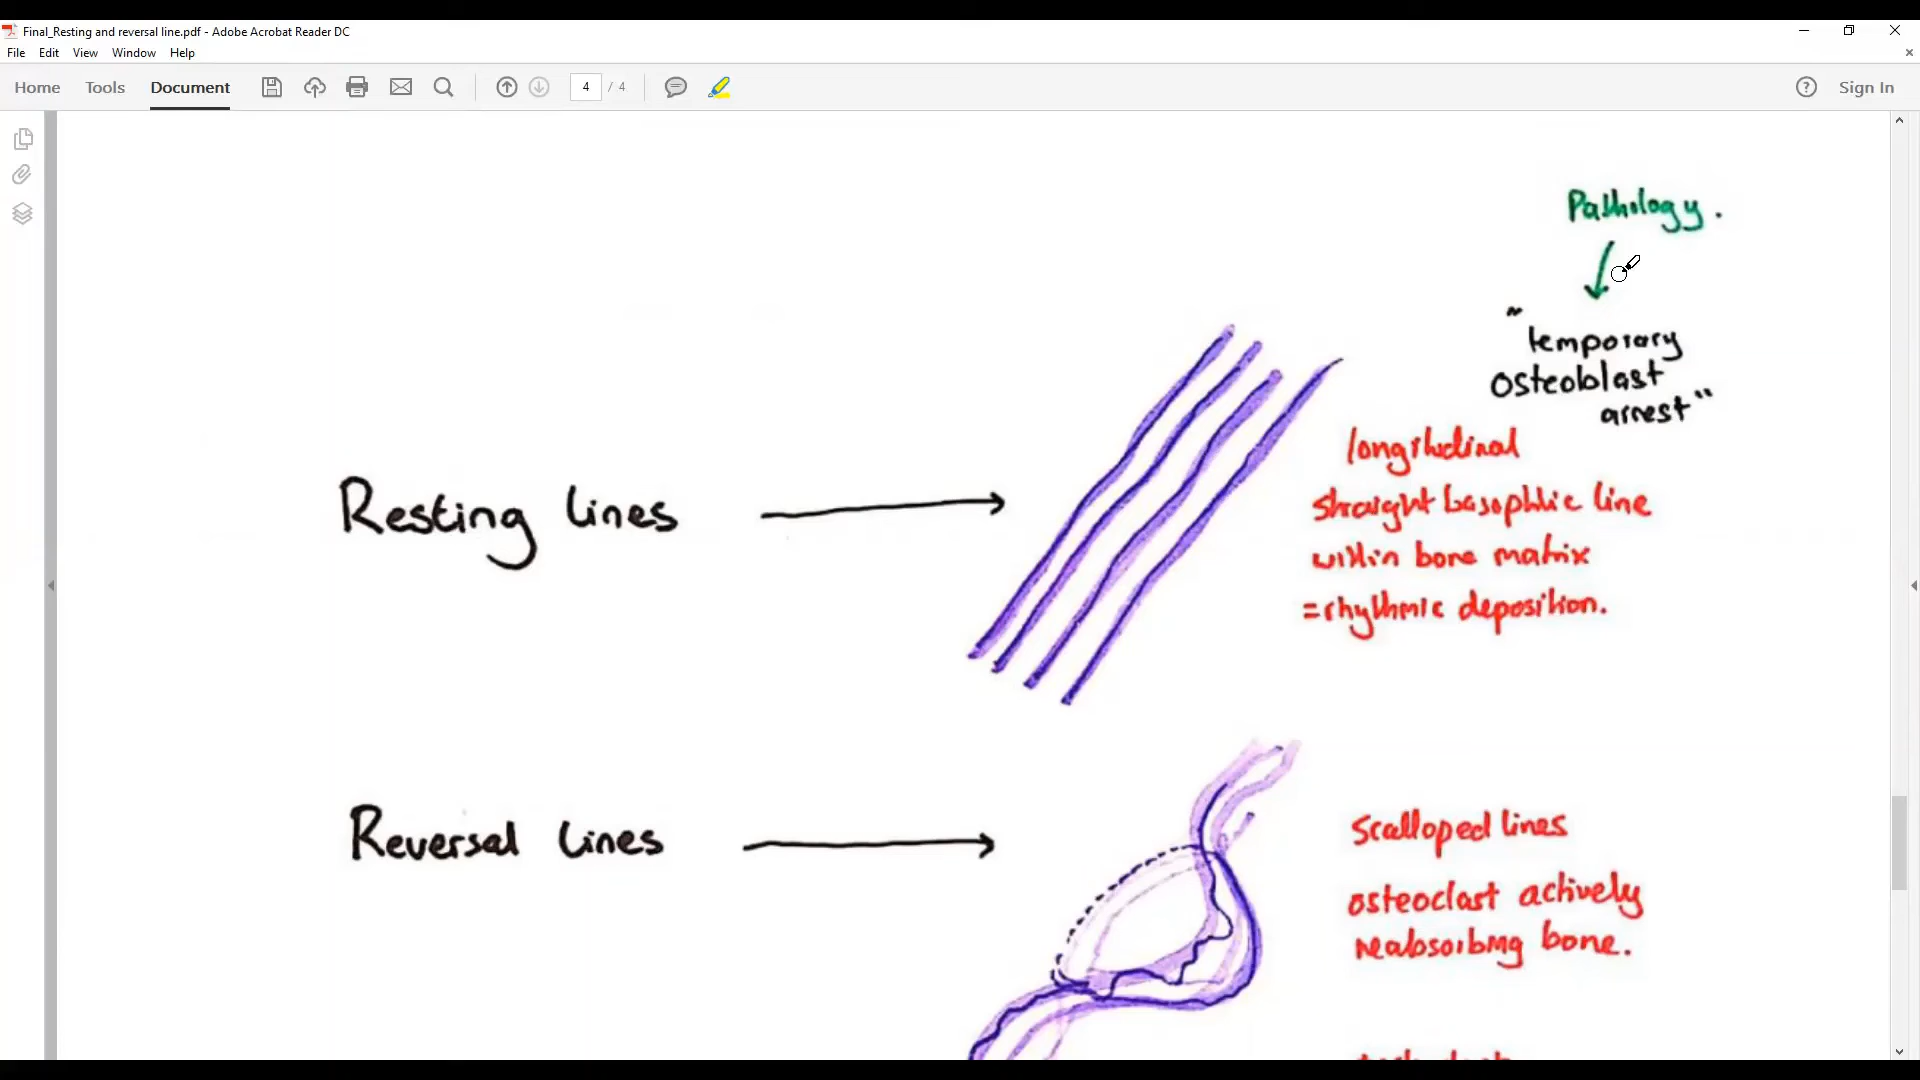 Final_Resting and reversal line.pdf - Adobe Acrobat Reader DC
File Edit View Window Help
Home Tools Document 4 / 4 Sign In
Pathology.
"temporary
osteoblast
arrest"
Resting lines
longitudinal
straight basophlic line
within bone matrix
=rhythmic deposition.
Reversal lines
Scalloped lines
osteoclast actively
reabsorbing bone.